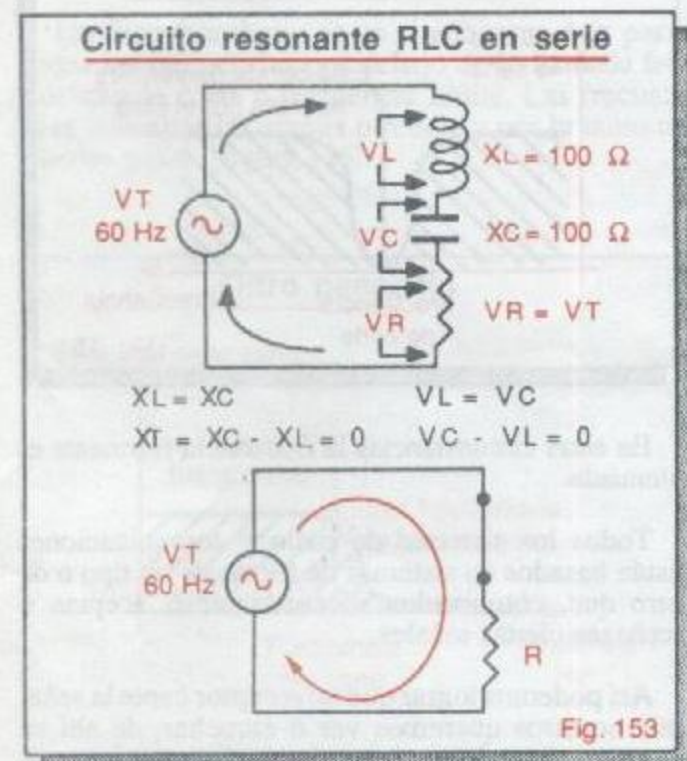 Circuito resonante RLC en serie
VT
60 Hz
VL
XL = 100 Ω
VC
XC = 100 Ω
VR
VR = VT
XL = XC
VL = VC
XT = XC - XL = 0
VC - VL = 0
VT
60 Hz
R
Fig. 153